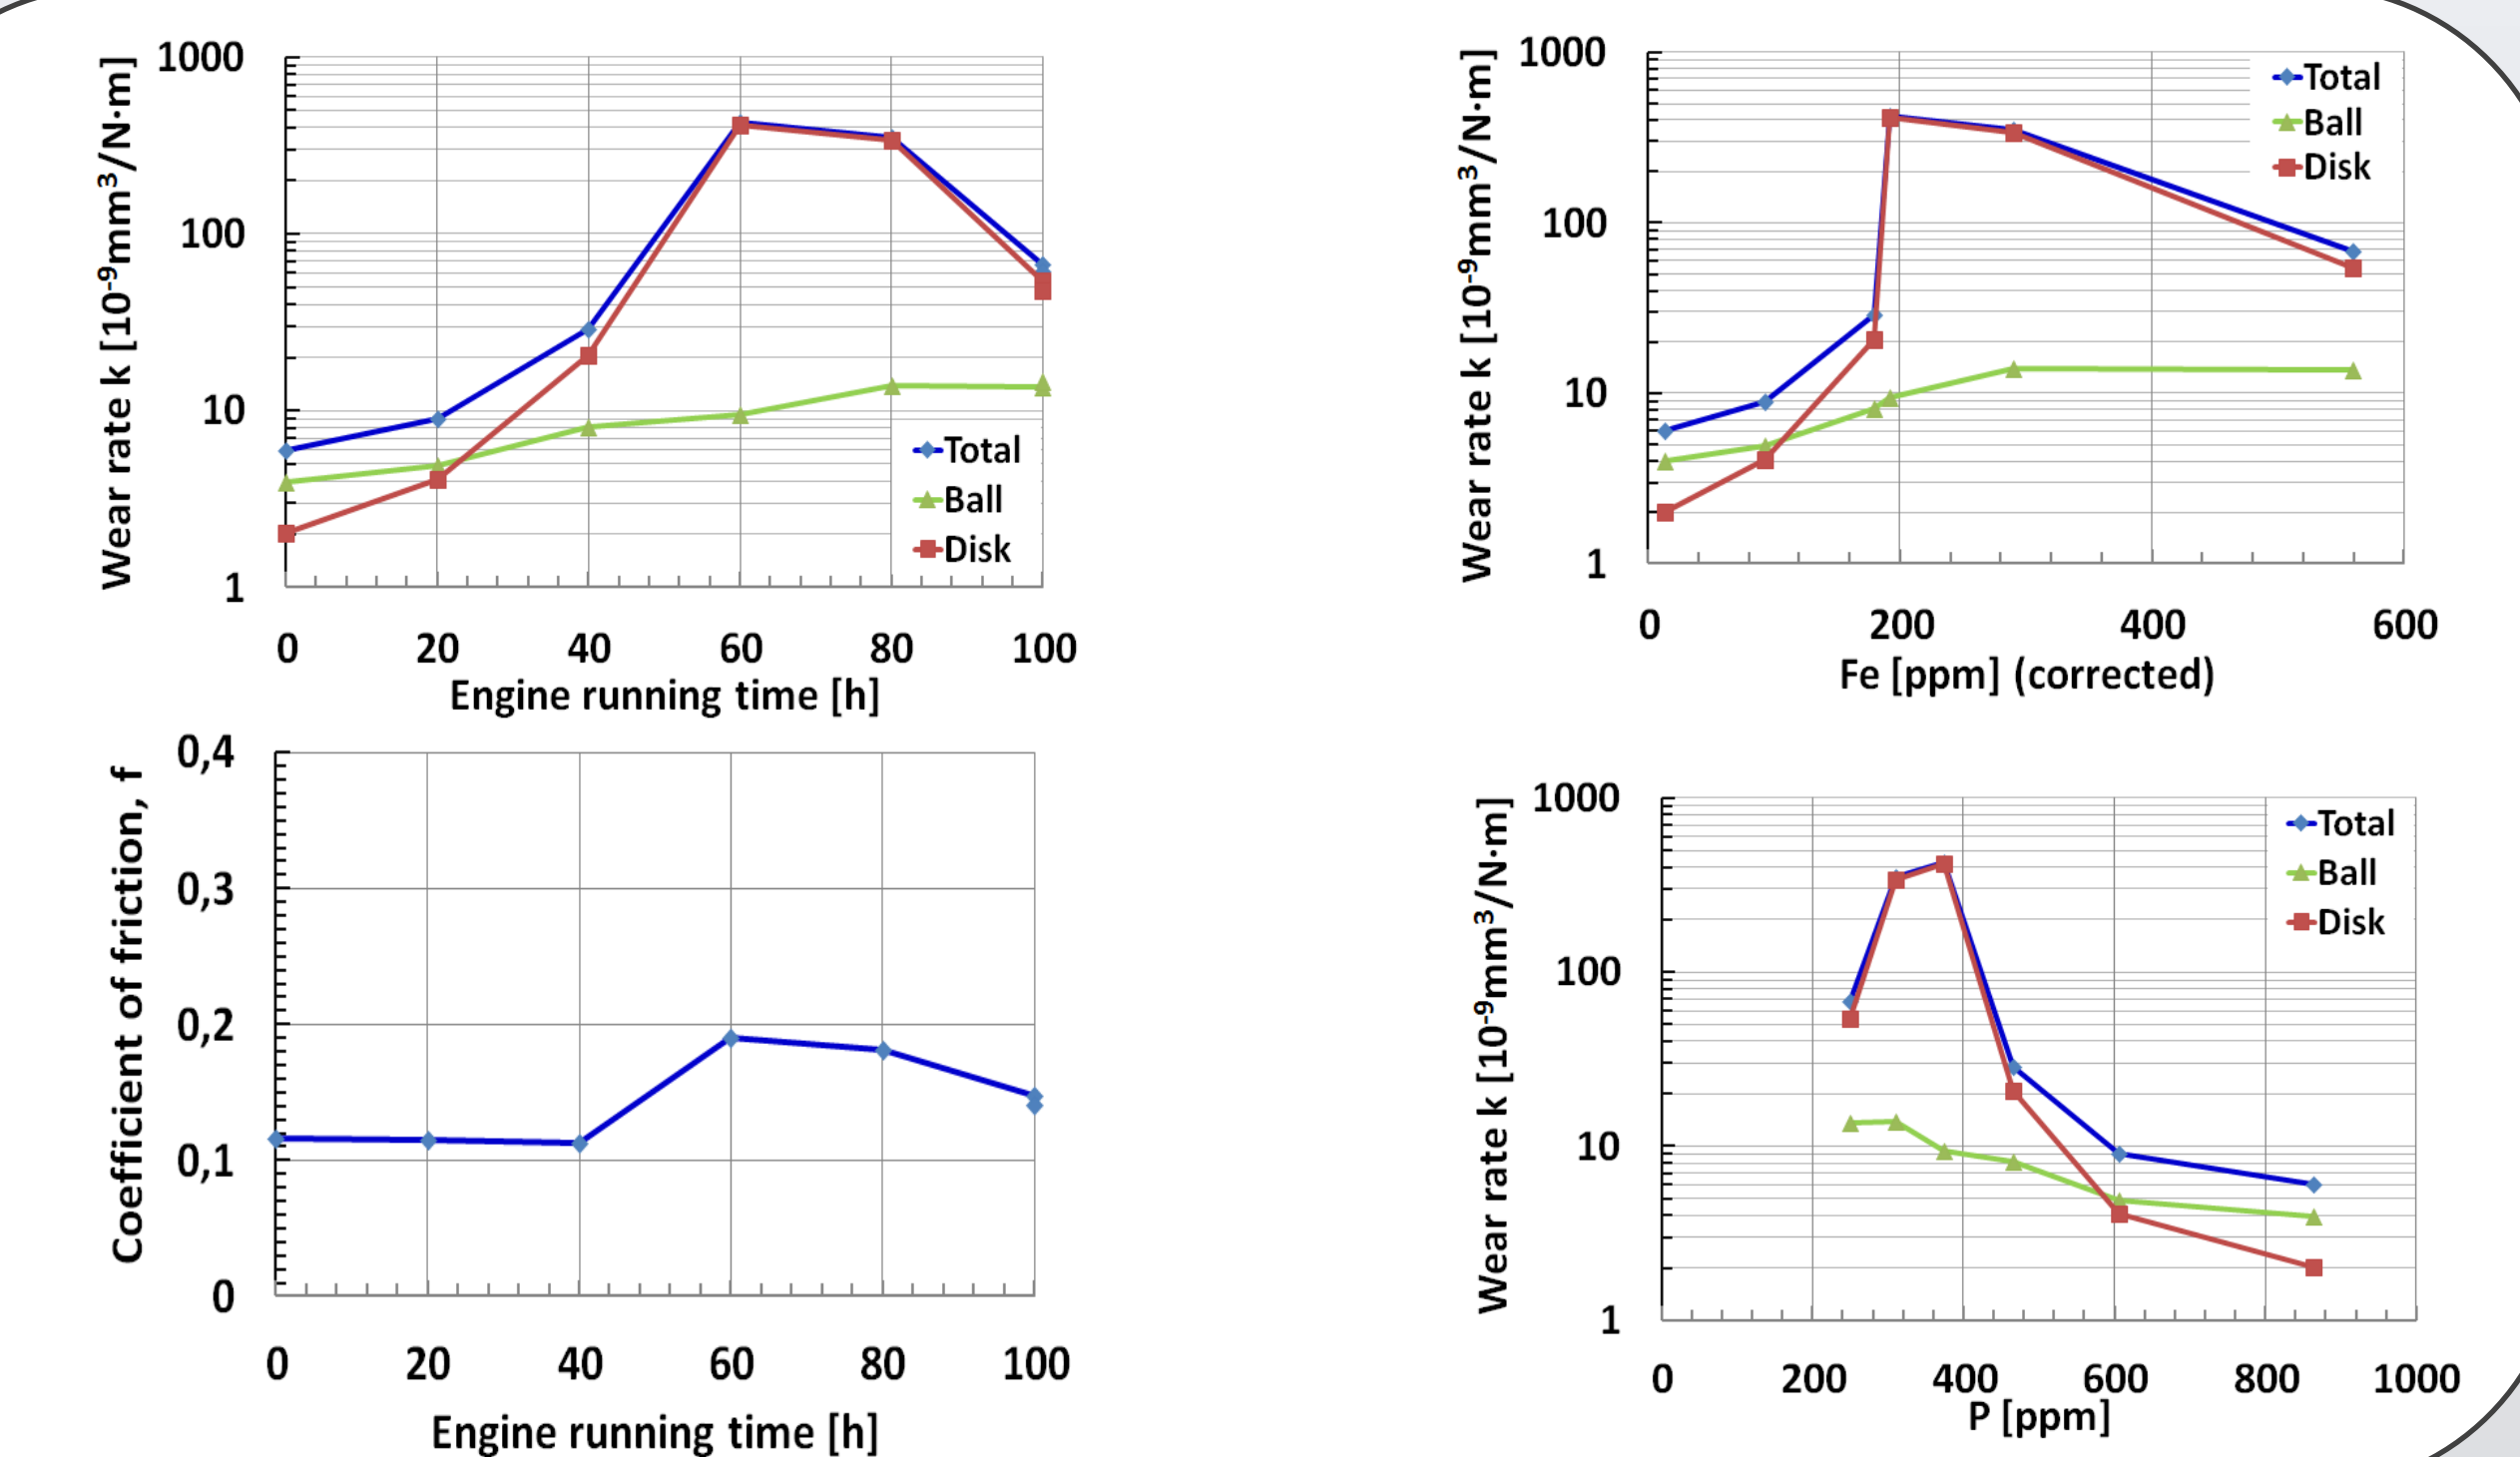 Wear rate k [10⁻⁹mm³/N·m]
1000
100
10
1
Total
Ball
Disk
0 20 40 60 80 100
Engine running time [h]
Wear rate k [10⁻⁹mm³/N·m]
1000
100
10
1
Total
Ball
Disk
0 200 400 600
Fe [ppm] (corrected)
Coefficient of friction, f
0,4
0,3
0,2
0,1
0
0 20 40 60 80 100
Engine running time [h]
Wear rate k [10⁻⁹mm³/N·m]
1000
100
10
1
Total
Ball
Disk
0 200 400 600 800 1000
P [ppm]